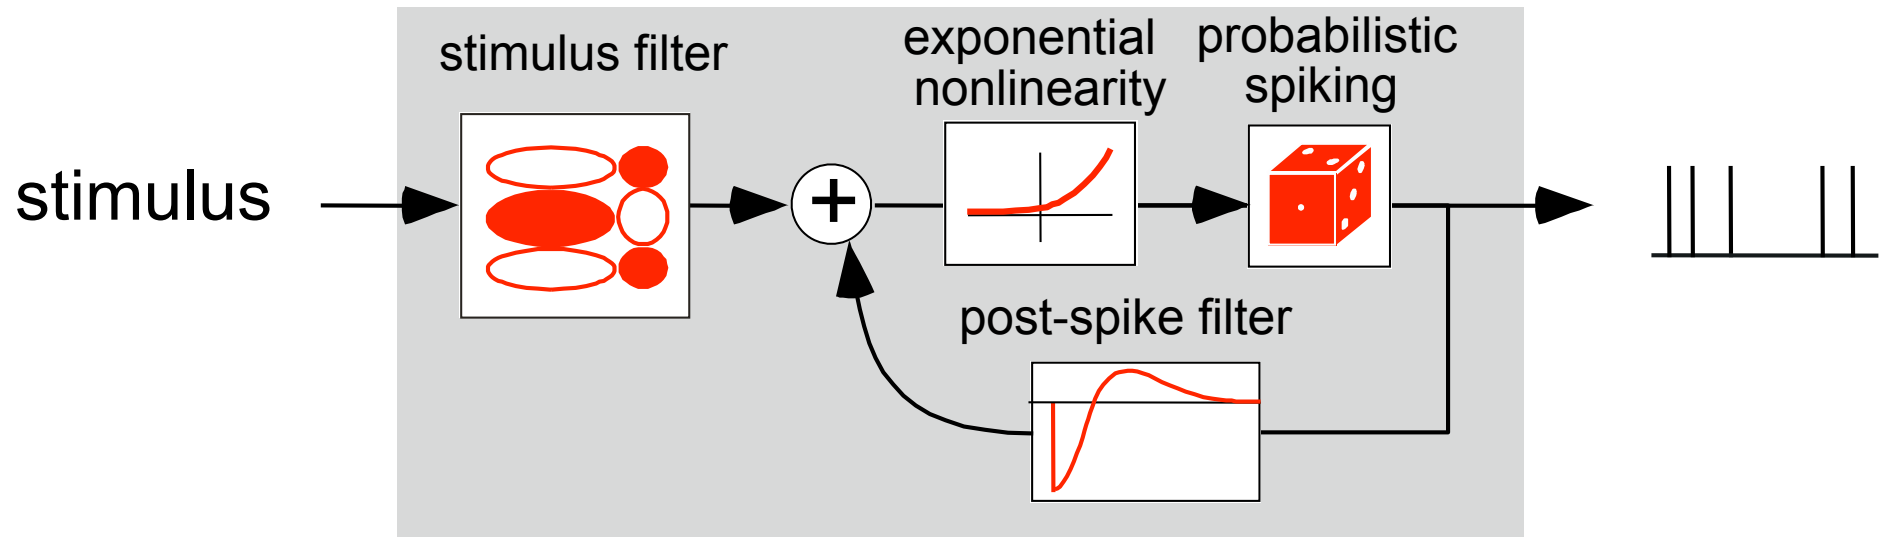 stimulus
stimulus filter
+
exponential
nonlinearity
probabilistic
spiking
post-spike filter